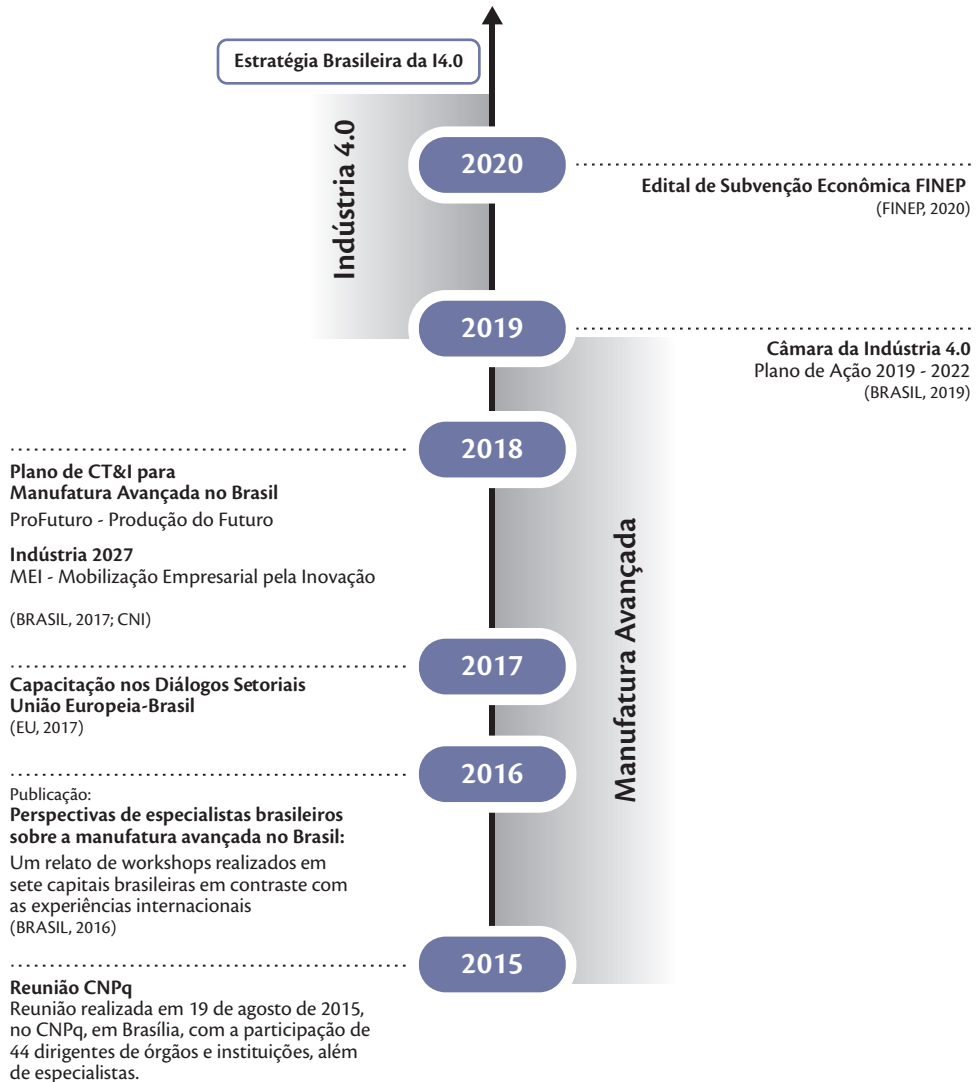 Estratégia Brasileira da I4.0
Indústria 4.0
2020
Edital de Subvenção Econômica FINEP
(FINEP, 2020)
2019
Câmara da Indústria 4.0
Plano de Ação 2019 - 2022
(BRASIL, 2019)
Manufatura Avançada
2018
Plano de CT&I para
Manufatura Avançada no Brasil
ProFuturo - Produção do Futuro
Indústria 2027
MEI - Mobilização Empresarial pela Inovação
(BRASIL, 2017; CNI)
2017
Capacitação nos Diálogos Setoriais
União Europeia-Brasil
(EU, 2017)
2016
Publicação:
Perspectivas de especialistas brasileiros
sobre a manufatura avançada no Brasil:
Um relato de workshops realizados em
sete capitais brasileiras em contraste com
as experiências internacionais
(BRASIL, 2016)
2015
Reunião CNPq
Reunião realizada em 19 de agosto de 2015,
no CNPq, em Brasília, com a participação de
44 dirigentes de órgãos e instituições, além
de especialistas.